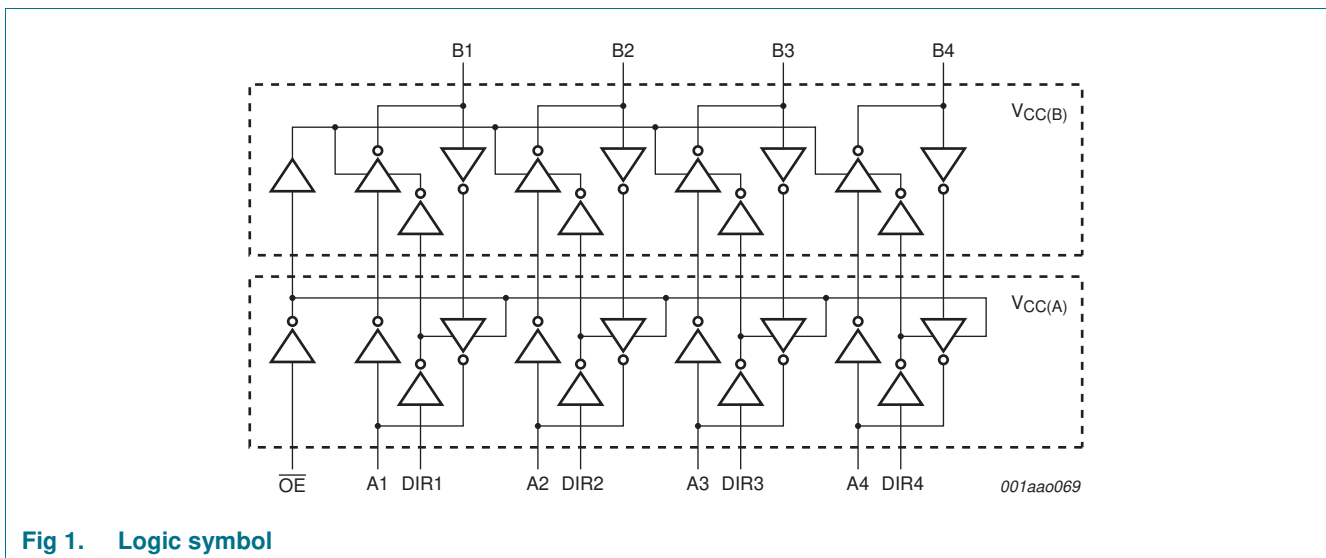 B1 B2 B3 B4
VCC(B)
VCC(A)
OE A1 DIR1 A2 DIR2 A3 DIR3 A4 DIR4
001aao069
Fig 1. Logic symbol